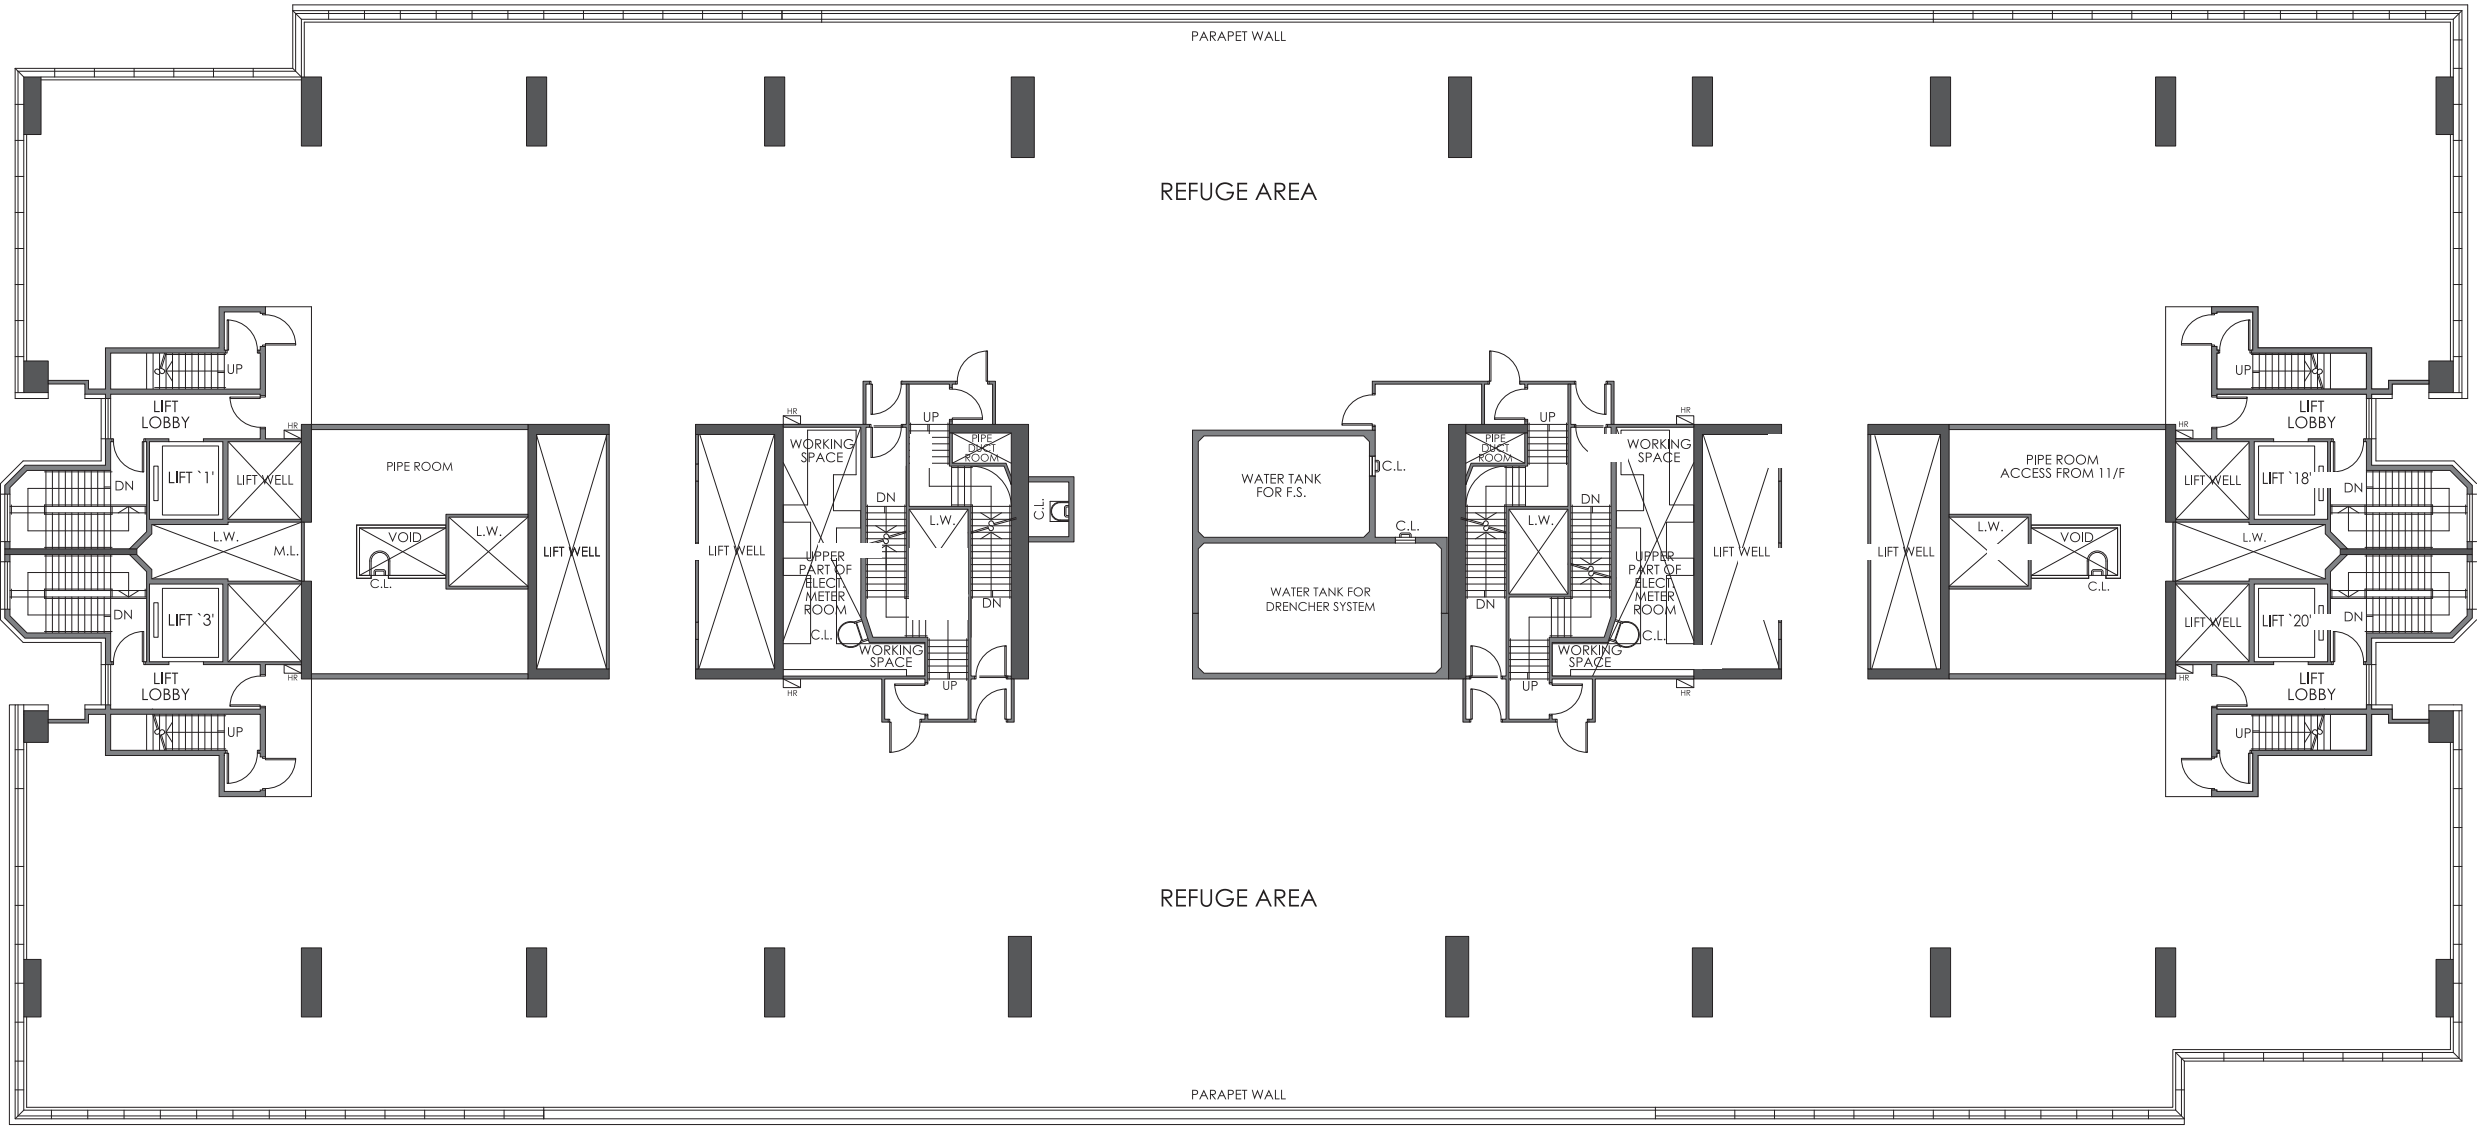 PARAPET WALL
REFUGE AREA
UP
LIFT
LOBBY
HR
DN
LIFT `1'
LIFT WELL
PIPE ROOM
L.W.
M.L.
VOID
L.W.
C.L.
LIFT WELL
DN
LIFT `3'
LIFT
LOBBY
HR
UP
LIFT WELL
HR
WORKING
SPACE
UP
PIPE
DUCT
ROOM
DN
L.W.
C.L.
UPPER
PART OF
ELECT.
METER
ROOM
DN
C.L.
WORKING
SPACE
HR
UP
WATER TANK
FOR F.S.
C.L.
C.L.
WATER TANK FOR
DRENCHER SYSTEM
UP
HR
PIPE
DUCT
ROOM
WORKING
SPACE
DN
L.W.
UPPER
PART OF
ELECT.
METER
ROOM
DN
C.L.
WORKING
SPACE
UP
HR
LIFT WELL
LIFT WELL
PIPE ROOM
ACCESS FROM 11/F
L.W.
VOID
C.L.
UP
LIFT
LOBBY
HR
LIFT WELL
LIFT `18'
DN
L.W.
LIFT WELL
LIFT `20'
DN
HR
LIFT
LOBBY
UP
REFUGE AREA
PARAPET WALL